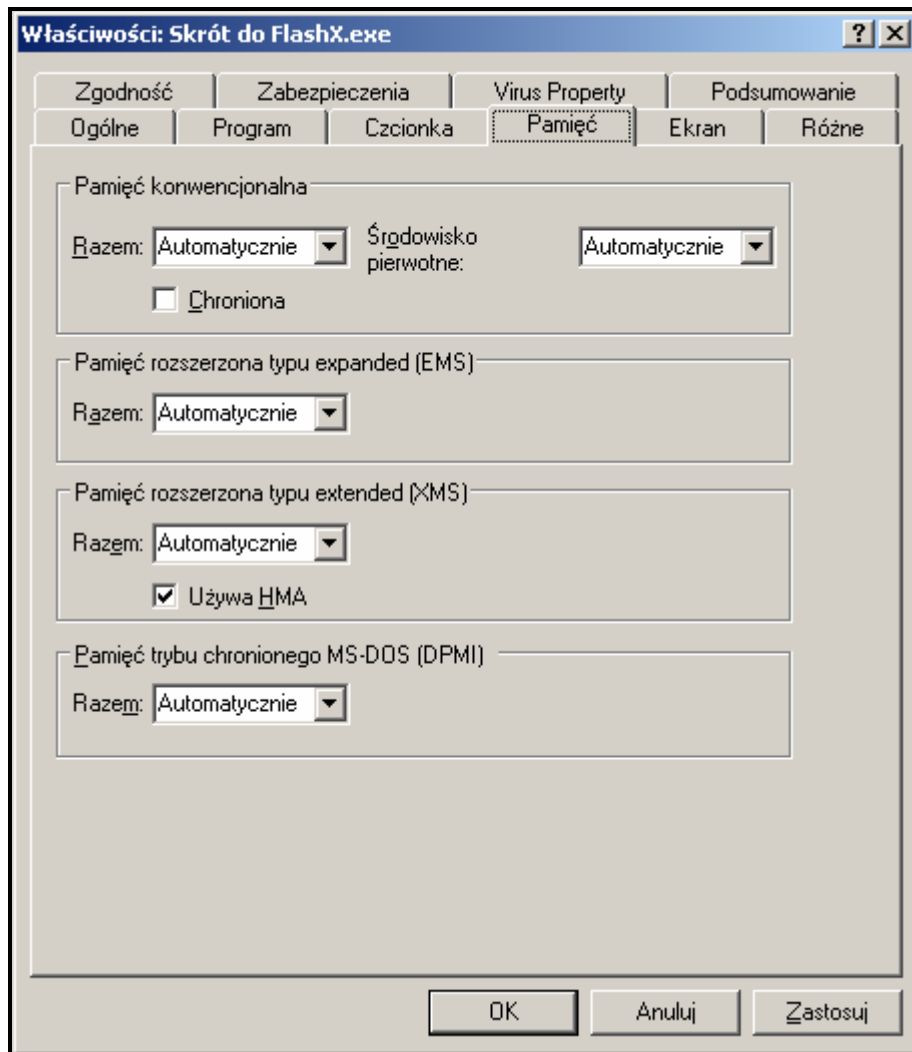 Właściwości: Skrót do FlashX.exe
Zgodność Zabezpieczenia Virus Property Podsumowanie
Ogólne Program Czcionka Pamięć Ekran Różne
Pamięć konwencjonalna
Razem: Automatycznie Środowisko pierwotne: Automatycznie
Chroniona
Pamięć rozszerzona typu expanded (EMS)
Razem: Automatycznie
Pamięć rozszerzona typu extended (XMS)
Razem: Automatycznie
Używa HMA
Pamięć trybu chronionego MS-DOS (DPMI)
Razem: Automatycznie
OK Anuluj Zastosuj